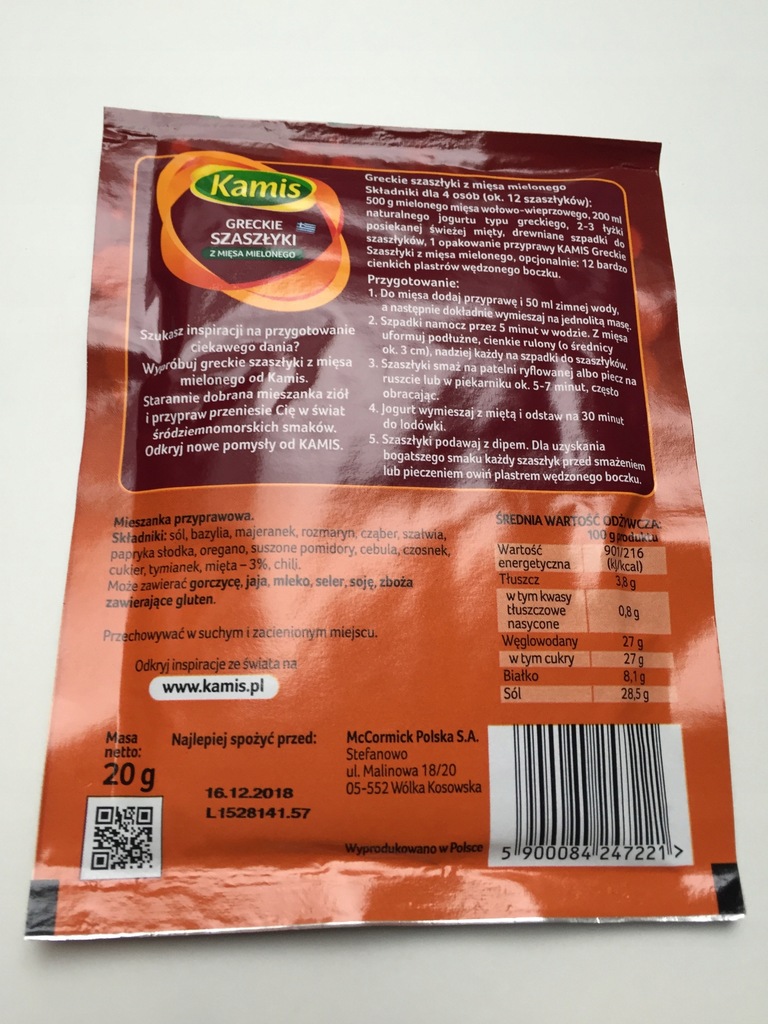 Kamis
GRECKIE
SZASZŁYKI
Z MIĘSA MIELONEGO
Szukasz inspiracji na przygotowanie
ciekawego dania?
Wypróbuj greckie szaszłyki z mięsa
mielonego od Kamis.
Starannie dobrana mieszanka ziół
i przypraw przeniesie Cię w świat
śródziemnomorskich smaków.
Odkryj nowe pomysły od KAMIS.
Greckie szaszłyki z mięsa mielonego
Składniki dla 4 osób (ok. 12 szaszłyków):
500 g mielonego mięsa wołowo-wieprzowego, 200 ml
naturalnego jogurtu typu greckiego, 2-3 łyżki
posiekanej świeżej mięty, drewniane szpadki do
szaszłyków, 1 opakowanie przyprawy KAMIS Greckie
Szaszłyki z mięsa mielonego, opcjonalnie: 12 bardzo
cienkich plastrów wędzonego boczku.
Przygotowanie:
1. Do mięsa dodaj przyprawę i 50 ml zimnej wody,
a następnie dokładnie wymieszaj na jednolitą masę.
2. Szpadki namocz przez 5 minut w wodzie. Z mięsa
uformuj podłużne, cienkie rulony (o średnicy
ok. 3 cm), nadziej każdy na szpadki do szaszłyków.
3. Szaszłyki smaż na patelni ryflowanej albo piecz na
ruszcie lub w piekarniku ok. 5-7 minut, często
obracając.
4. Jogurt wymieszaj z miętą i odstaw na 30 minut
do lodówki.
5. Szaszłyki podawaj z dipem. Dla uzyskania
bogatszego smaku każdy szaszłyk przed smażeniem
lub pieczeniem owiń plastrem wędzonego boczku.
Mieszanka przyprawowa.
Składniki: sól, bazylia, majeranek, rozmaryn, cząber, szałwia,
papryka słodka, oregano, suszone pomidory, cebula, czosnek,
cukier, tymianek, mięta – 3%, chili.
Może zawierać gorczycę, jaja, mleko, seler, soję, zboża
zawierające gluten.
Przechowywać w suchym i zacienionym miejscu.
Odkryj inspiracje ze świata na
www.kamis.pl
ŚREDNIA WARTOŚĆ ODŻYWCZA:
100 g produktu
Wartość energetyczna 901/216 (kJ/kcal)
Tłuszcz 3,8 g
w tym kwasy tłuszczowe nasycone 0,8 g
Węglowodany 27 g
w tym cukry 27 g
Białko 8,1 g
Sól 28,5 g
Masa
netto:
20 g
Najlepiej spożyć przed:
16.12.2018
L1528141.57
McCormick Polska S.A.
Stefanowo
ul. Malinowa 18/20
05-552 Wólka Kosowska
Wyprodukowano w Polsce
5 900084 247221 >